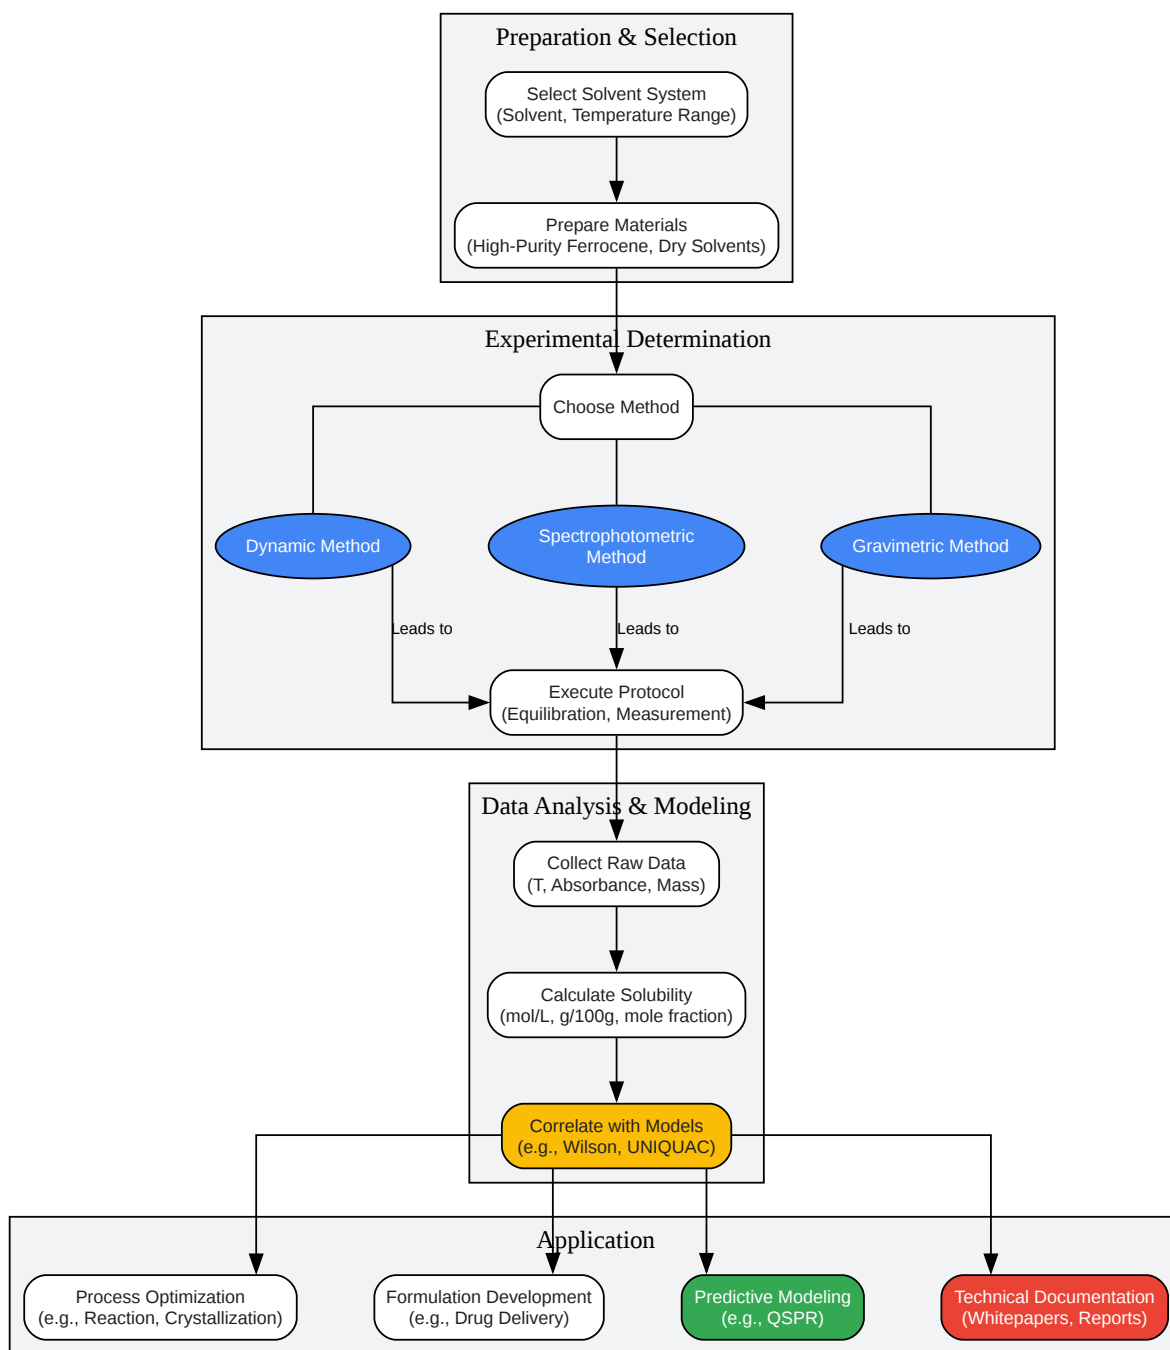 Preparation & Selection
Select Solvent System
(Solvent, Temperature Range)
Prepare Materials
(High-Purity Ferrocene, Dry Solvents)
Experimental Determination
Choose Method
Dynamic Method
Spectrophotometric
Method
Gravimetric Method
Leads to
Leads to
Leads to
Execute Protocol
(Equilibration, Measurement)
Data Analysis & Modeling
Collect Raw Data
(T, Absorbance, Mass)
Calculate Solubility
(mol/L, g/100g, mole fraction)
Correlate with Models
(e.g., Wilson, UNIQUAC)
Application
Process Optimization
(e.g., Reaction, Crystallization)
Formulation Development
(e.g., Drug Delivery)
Predictive Modeling
(e.g., QSPR)
Technical Documentation
(Whitepapers, Reports)